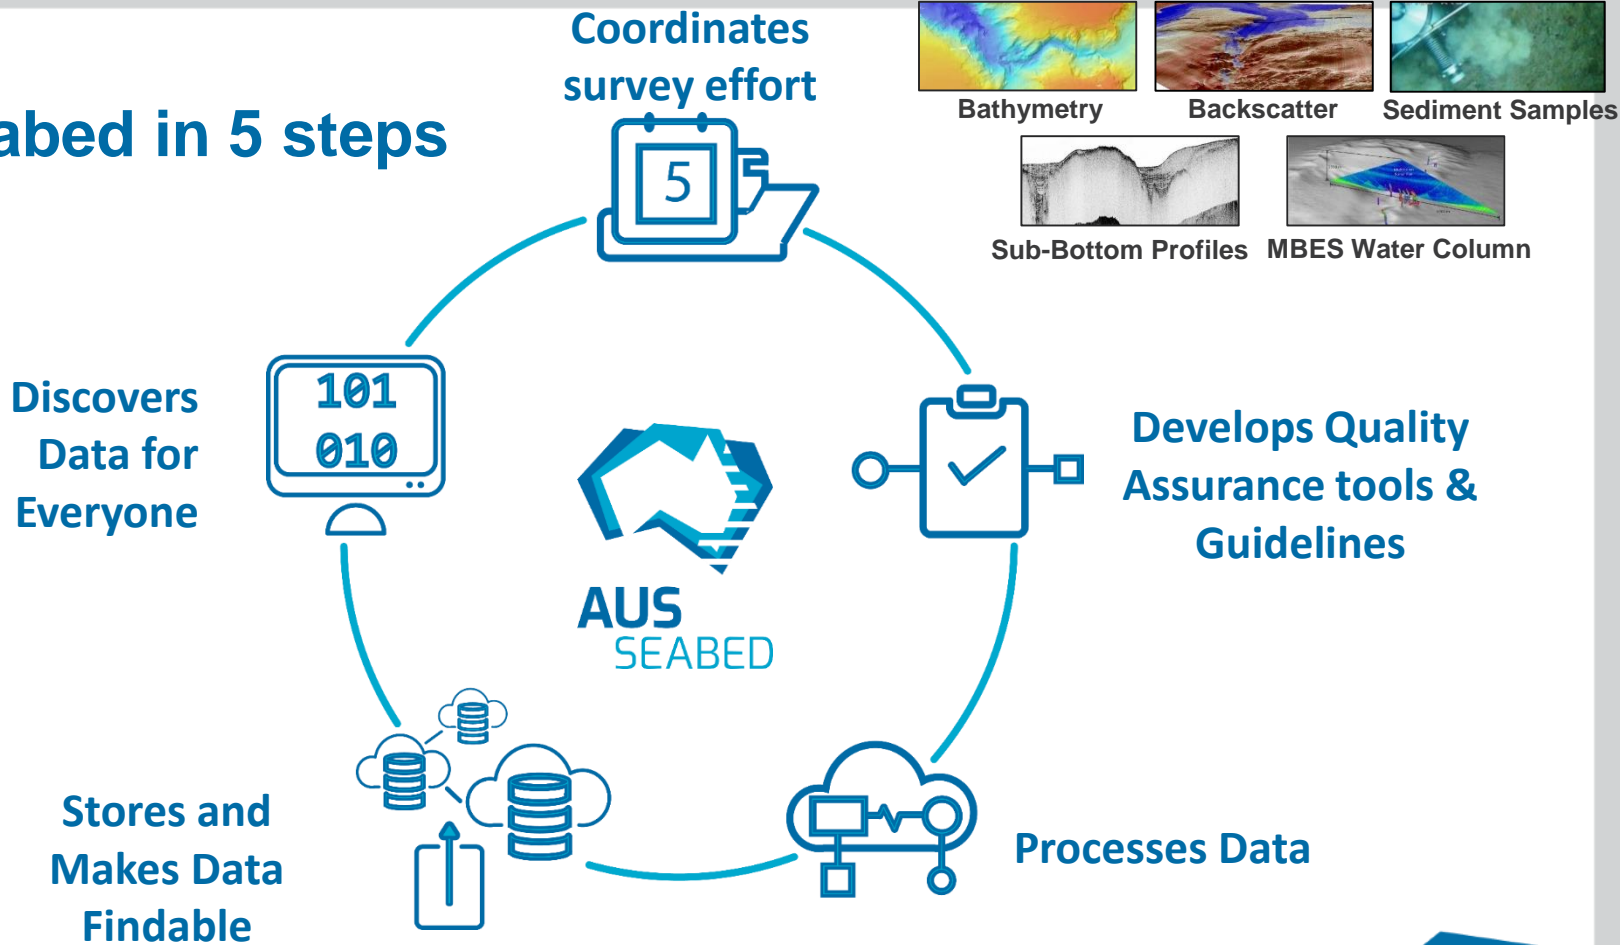 abed in 5 steps
Coordinates
survey effort
5
Bathymetry
Backscatter
Sediment Samples
Sub-Bottom Profiles
MBES Water Column
Develops Quality
Assurance tools &
Guidelines
Processes Data
Stores and
Makes Data
Findable
Discovers
Data for
Everyone
101
010
AUS
SEABED